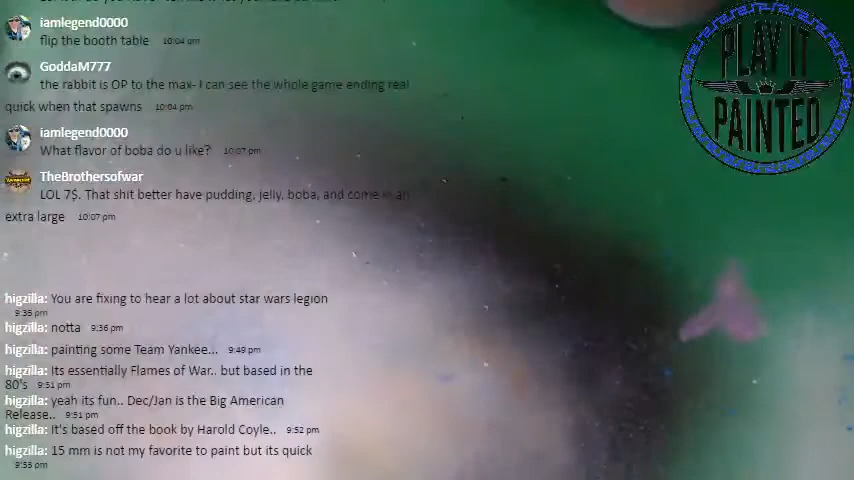 iamlegend0000
flip the booth table 10:04 pm
GoddaM777
the rabbit is OP to the max- I can see the whole game ending real
quick when that spawns 10:04 pm
iamlegend0000
What flavor of boba do u like? 10:07 pm
TheBrothersofwar
LOL 7$. That shit better have pudding, jelly, boba, and come in an
extra large 10:07 pm
higzilla: You are fixing to hear a lot about star wars legion
9:35 pm
higzilla: notta 9:36 pm
higzilla: painting some Team Yankee... 9:49 pm
higzilla: Its essentially Flames of War.. but based in the
80's 9:51 pm
higzilla: yeah its fun.. Dec/Jan is the Big American
Release.. 9:51 pm
higzilla: It's based off the book by Harold Coyle.. 9:52 pm
higzilla: 15 mm is not my favorite to paint but its quick
9:53 pm
PLAY IT
PAINTED